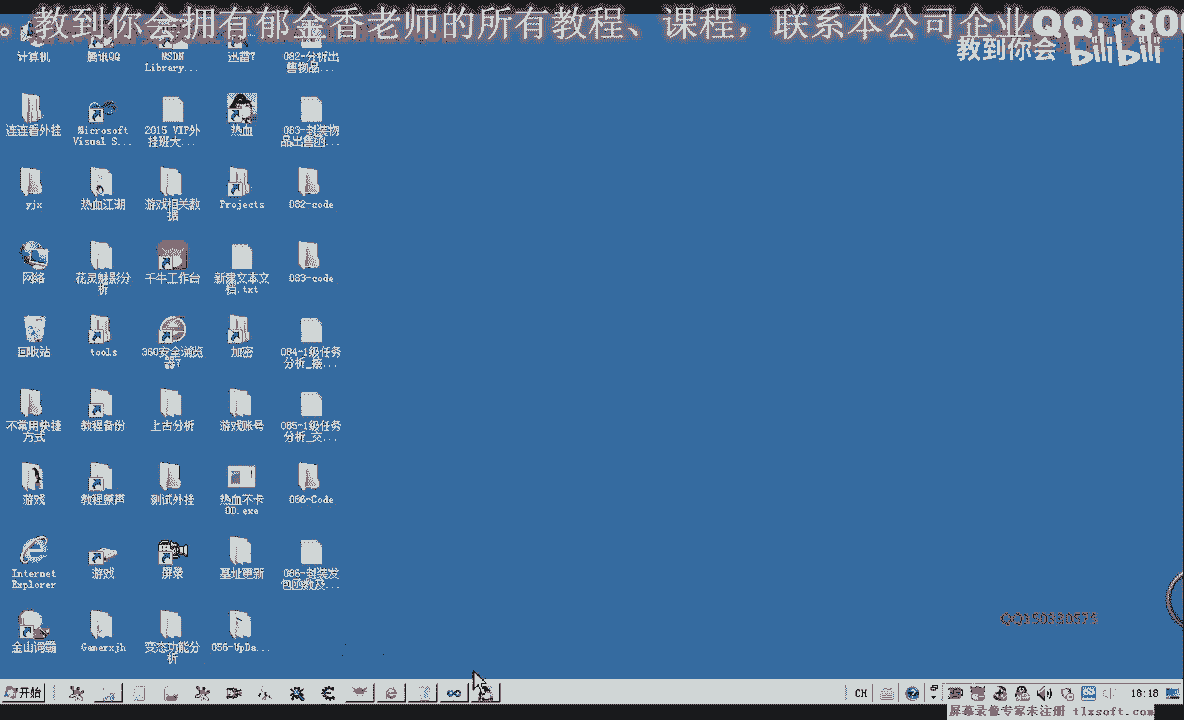 。教到你会拥有郁金香老师的所有教程、课程，联系本公司企业QQ：800
教到你会 bilibili
计算机
腾讯QQ
MSDN
Library...
迅雷7
082-分析出
售物品...
连连看外挂
Microsoft
Visual S...
2015 VIP外
挂班大...
热血
083-封装物
品出售函...
yjx
热血江湖
游戏相关数
据
Projects
082-code
083-code
网络
花灵魅影分
析
千牛工作台
新建文本文
档.txt
回收站
tools
360安全浏览
器7
加密
084-1级任务
分析_接...
不常用快捷
方式
教程备份
上古分析
游戏账号
085-1级任务
分析_交...
游戏
教程原声
测试外挂
热血不卡
OD.exe
086-Code
Internet
Explorer
游戏
屏录
基址更新
086-封装发
包函数及...
金山词霸
Gamerxjh
变态功能分
析
056-UpDa...
QQ150330575
开始
CH
18:18
屏幕录像专家未注册 tlxsoft.com